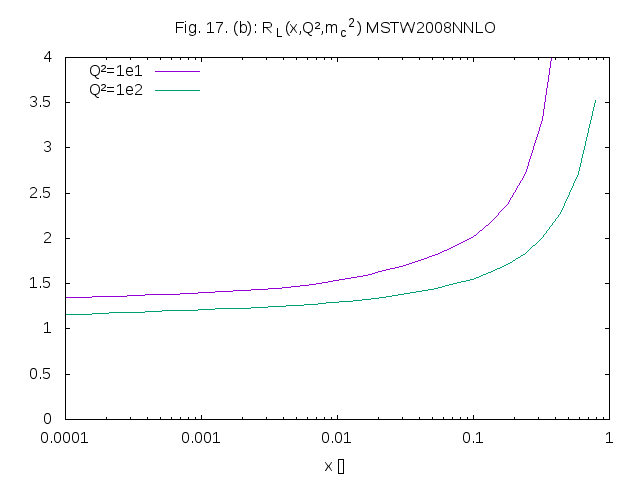 Fig. 17. (b): R_L(x,Q²,m_c²) MSTW2008NNLO
Q²=1e1
Q²=1e2
4
3.5
3
2.5
2
1.5
1
0.5
0
0.0001 0.001 0.01 0.1 1
x []